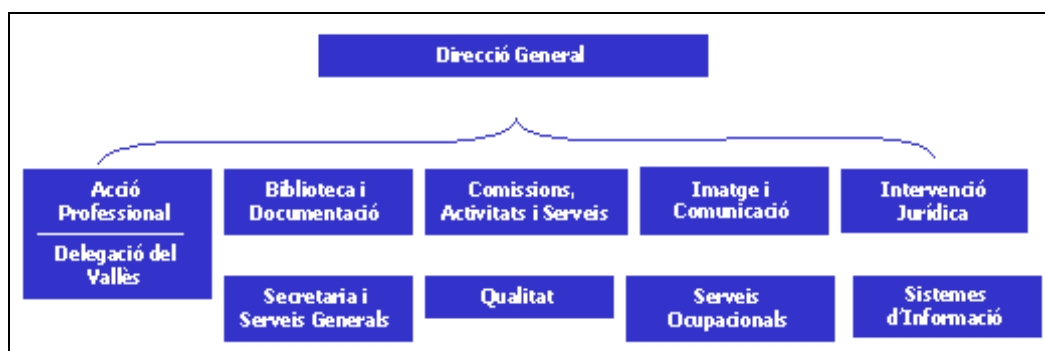 Direcció General
Acció
Professional
Delegació del
Vallès
Biblioteca i
Documentació
Comissions,
Activitats i Serveis
Imatge i
Comunicació
Intervenció
Jurídica
Secretaria i
Serveis Generals
Qualitat
Serveis
Ocupacionals
Sistemes
d'Informació